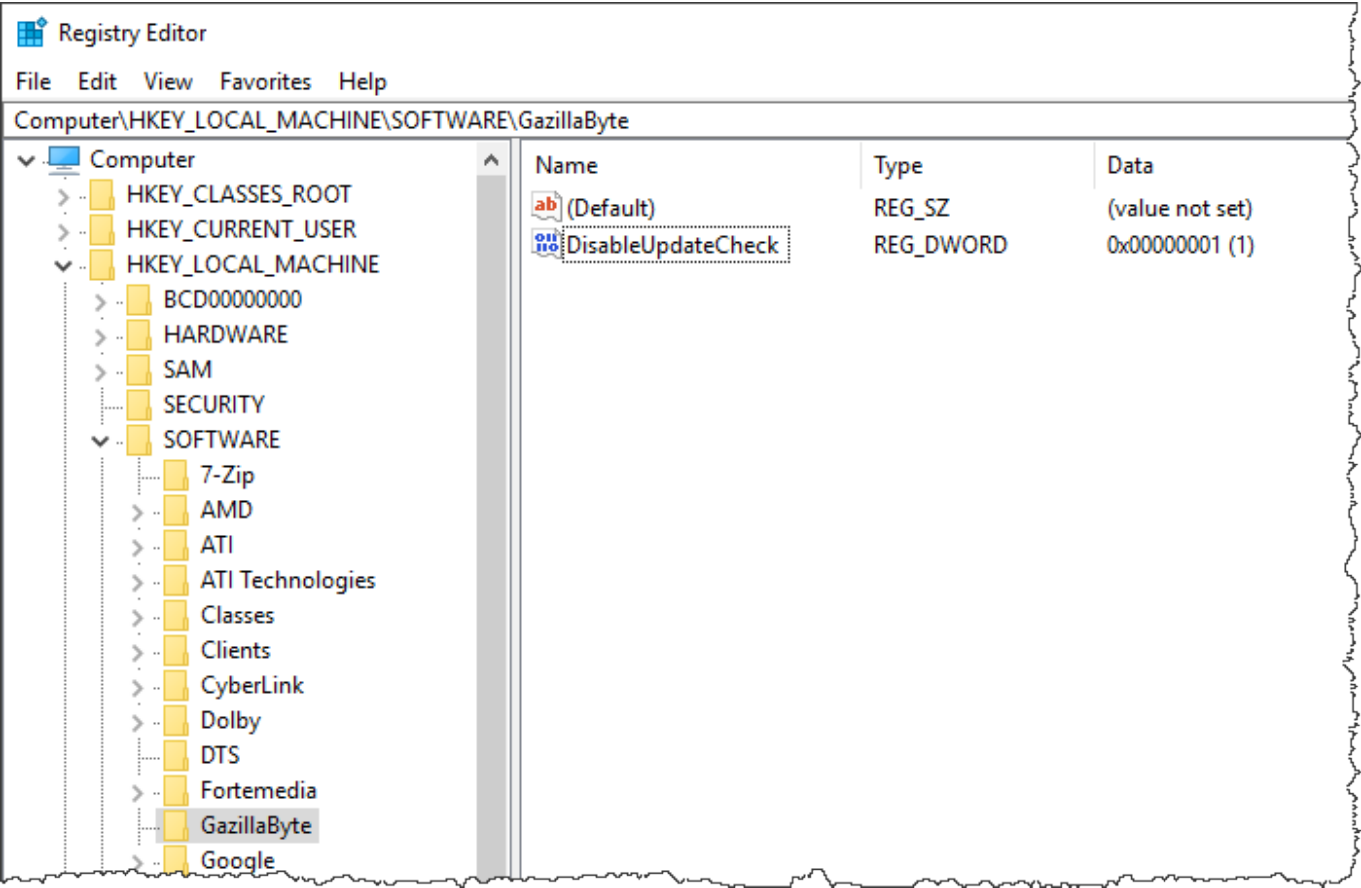 Registry Editor
File Edit View Favorites Help
Computer\HKEY_LOCAL_MACHINE\SOFTWARE\GazillaByte
Computer
HKEY_CLASSES_ROOT
HKEY_CURRENT_USER
HKEY_LOCAL_MACHINE
BCD00000000
HARDWARE
SAM
SECURITY
SOFTWARE
7-Zip
AMD
ATI
ATI Technologies
Classes
Clients
CyberLink
Dolby
DTS
Fortemedia
GazillaByte
Google
Name Type Data
(Default) REG_SZ (value not set)
DisableUpdateCheck REG_DWORD 0x00000001 (1)